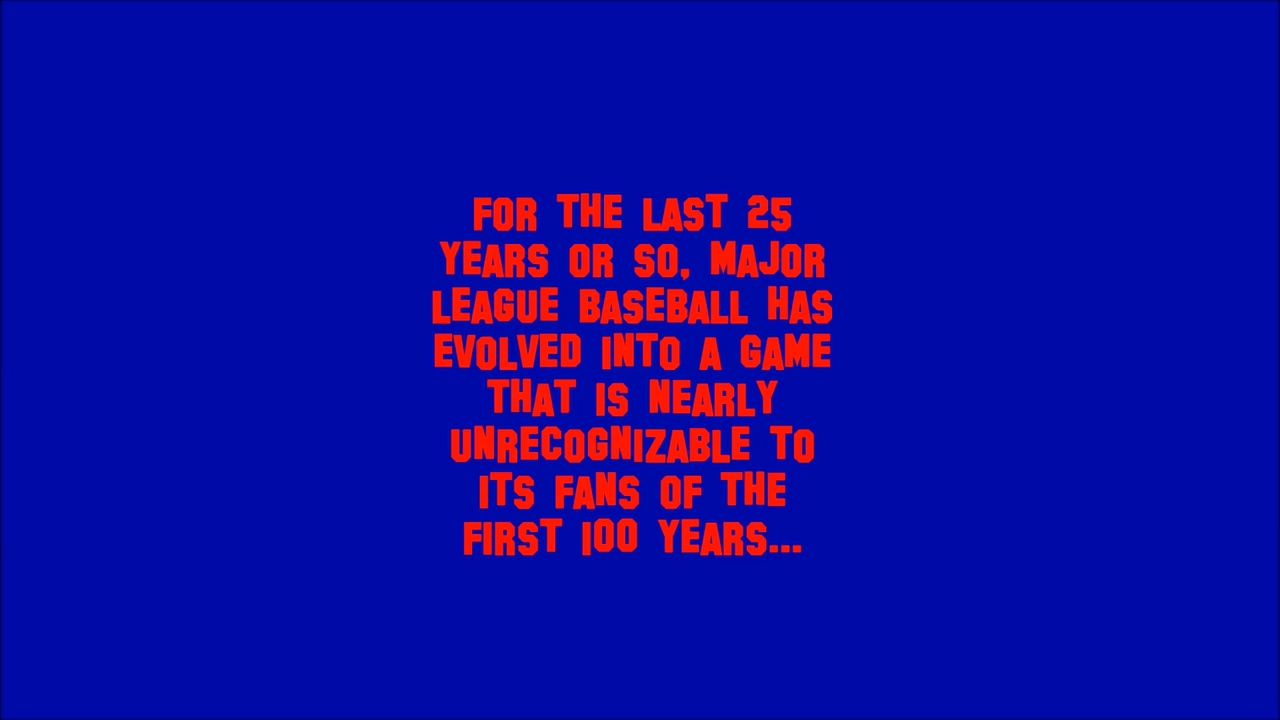 FOR THE LAST 25
YEARS OR SO, MAJOR
LEAGUE BASEBALL HAS
EVOLVED INTO A GAME
THAT IS NEARLY
UNRECOGNIZABLE TO
ITS FANS OF THE
FIRST 100 YEARS...